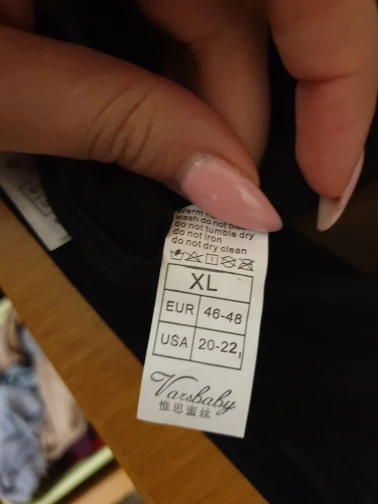 wash do not
do not tumble dry
do not iron
do not dry clean
XL
EUR 46-48
USA 20-22
Varsbaby
惟思蜜丝